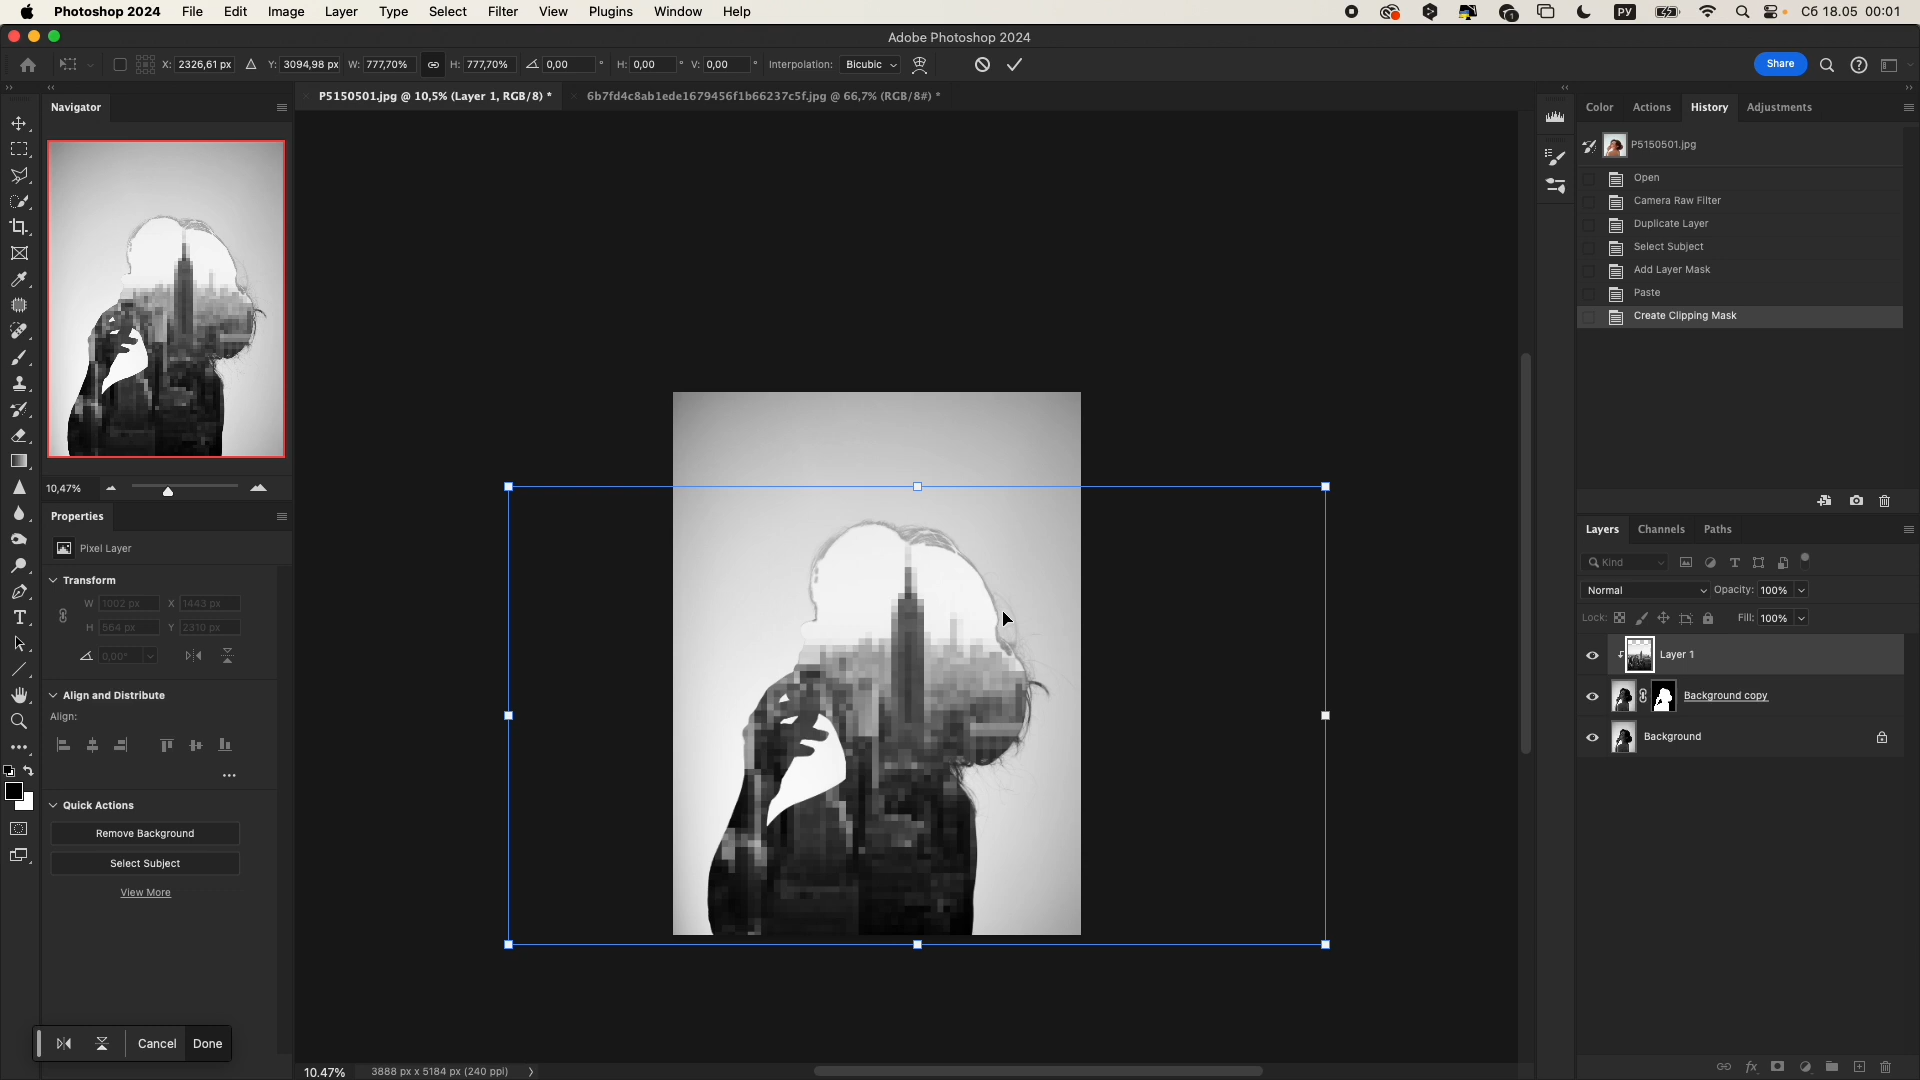 Photoshop 2024 File Edit Image Layer Type Select Filter View Plugins Window Help РУ Сб 18.05 00:01
Adobe Photoshop 2024
X: 2326,61 px Y: 3094,98 px W: 777,70% H: 777,70% 0,00 ° H: 0,00 ° V: 0,00 ° Interpolation: Bicubic Share
P5150501.jpg @ 10,5% (Layer 1, RGB/8) * 6b7fd4c8ab1ede1679456f1b66237c5f.jpg @ 66,7% (RGB/8#) *
Navigator
10,47%
Properties
Pixel Layer
Transform
W 1002 px X 1443 px
H 564 px Y 2310 px
0,00°
Align and Distribute
Align:
Quick Actions
Remove Background
Select Subject
View More
Cancel Done
10.47% 3888 px x 5184 px (240 ppi)
Color Actions History Adjustments
P5150501.jpg
Open
Camera Raw Filter
Duplicate Layer
Select Subject
Add Layer Mask
Paste
Create Clipping Mask
Layers Channels Paths
Kind
Normal Opacity: 100%
Lock: Fill: 100%
Layer 1
Background copy
Background